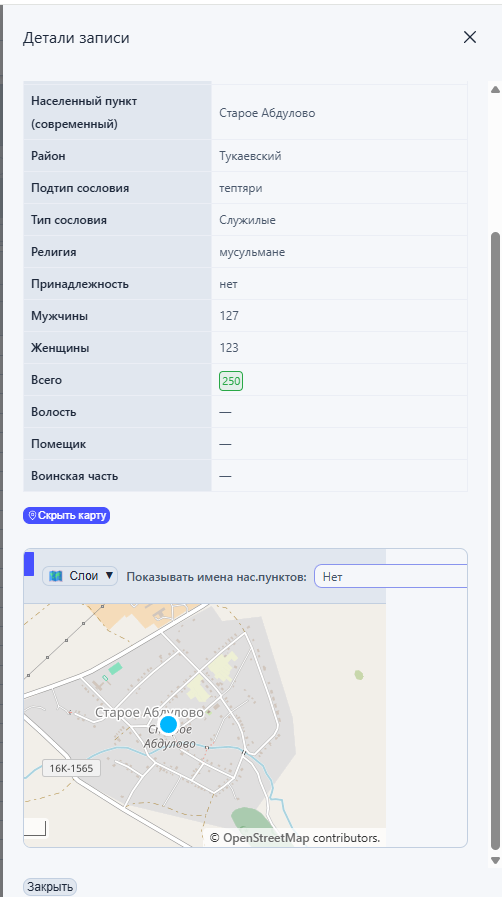 Детали записи
Населенный пункт
(современный)
Старое Абдулово
Район
Тукаевский
Подтип сословия
тептяри
Тип сословия
Служилые
Религия
мусульмане
Принадлежность
нет
Мужчины
127
Женщины
123
Всего
250
Волость
—
Помещик
—
Воинская часть
—
Скрыть карту
Слои ▼
Показывать имена нас.пунктов:
Нет
Старое Абдулово
Старое
Абдулово
16К-1565
© OpenStreetMap contributors.
Закрыть